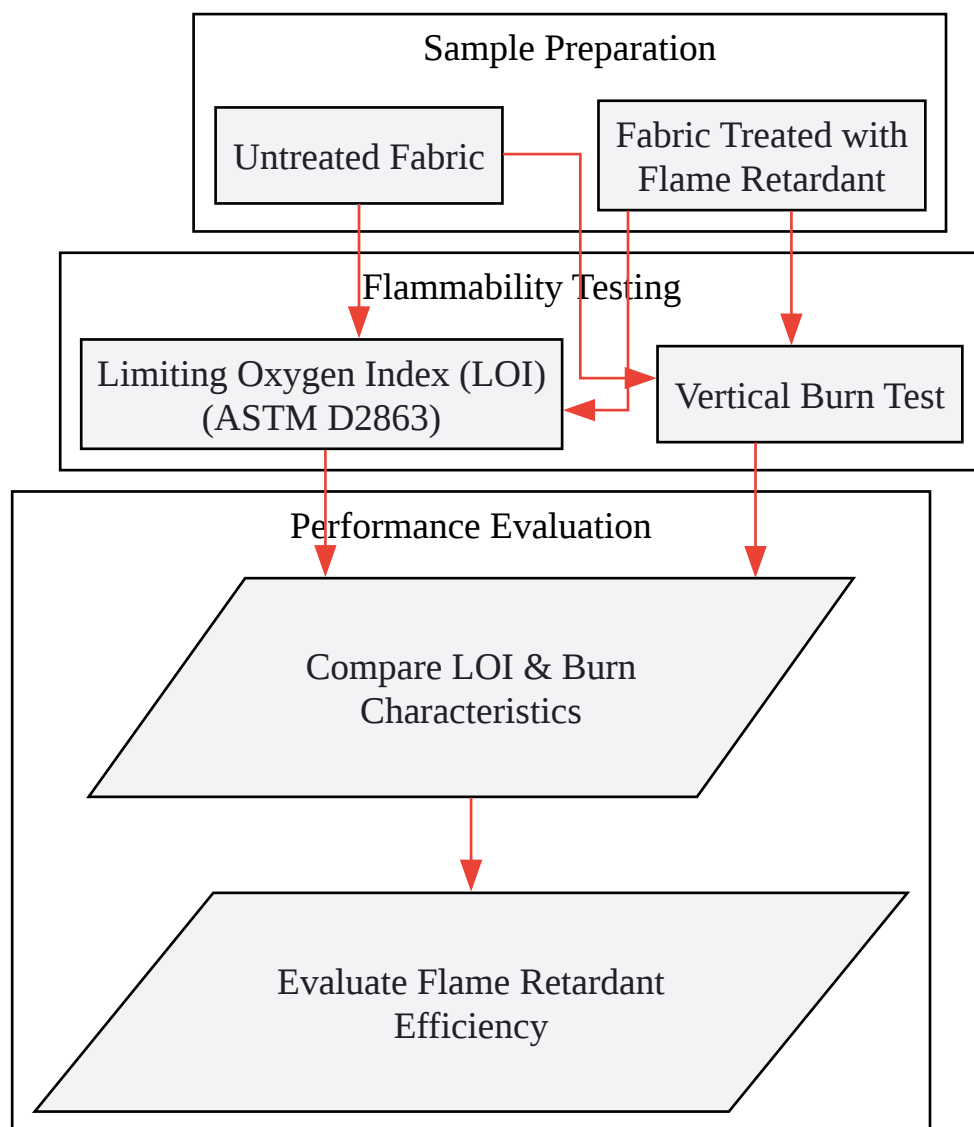 Sample Preparation
Untreated Fabric
Fabric Treated with
Flame Retardant
Flammability Testing
Limiting Oxygen Index (LOI)
(ASTM D2863)
Vertical Burn Test
Performance Evaluation
Compare LOI & Burn
Characteristics
Evaluate Flame Retardant
Efficiency